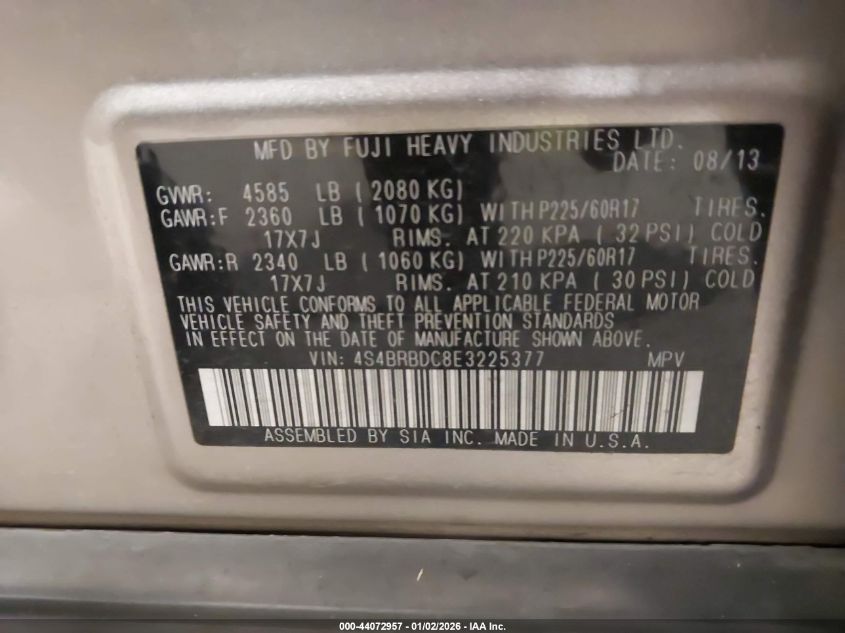 MFD BY FUJI HEAVY INDUSTRIES LTD.
DATE: 08/13
GVWR: 4585 LB ( 2080 KG)
GAWR:F 2360 LB ( 1070 KG) WITH P225/60R17 TIRES.
17X7J RIMS. AT 220 KPA ( 32 PSI) COLD
GAWR:R 2340 LB ( 1060 KG) WITH P225/60R17 TIRES.
17X7J RIMS. AT 210 KPA ( 30 PSI) COLD
THIS VEHICLE CONFORMS TO ALL APPLICABLE FEDERAL MOTOR
VEHICLE SAFETY AND THEFT PREVENTION STANDARDS
IN EFFECT ON THE DATE OF MANUFACTURE SHOWN ABOVE.
VIN: 4S4BRBDC8E3225377 MPV
ASSEMBLED BY SIA INC. MADE IN U.S.A.
000-44072957 - 01/02/2026 - IAA Inc.